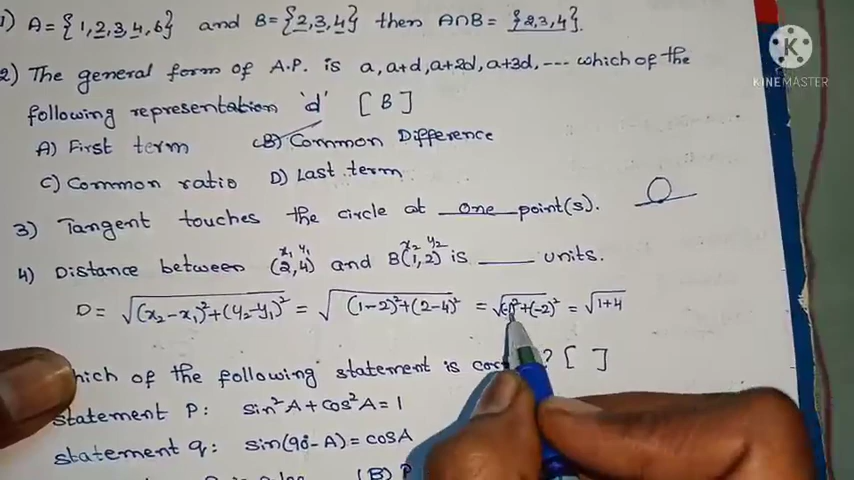 1) A = {1,2,3,4,6} and B = {2,3,4} then A∩B = {2,3,4}.
2) The general form of A.P. is a, a+d, a+2d, a+3d, --- which of the
following representation 'd' [ B ]
A) First term B) Common Difference
C) Common ratio D) Last term
3) Tangent touches the circle at one point(s).
x₁ y₁ x₂ y₂
4) Distance between (2,4) and B(1,2) is ____ units.
D = √(x₂-x₁)²+(y₂-y₁)² = √(1-2)²+(2-4)² = √(-1)²+(-2)² = √1+4
hich of the following statement is ? [ ]
statement P: sin²A + cos²A = 1
statement q: sin(90-A) = cosA
(B) P
KINEMASTER